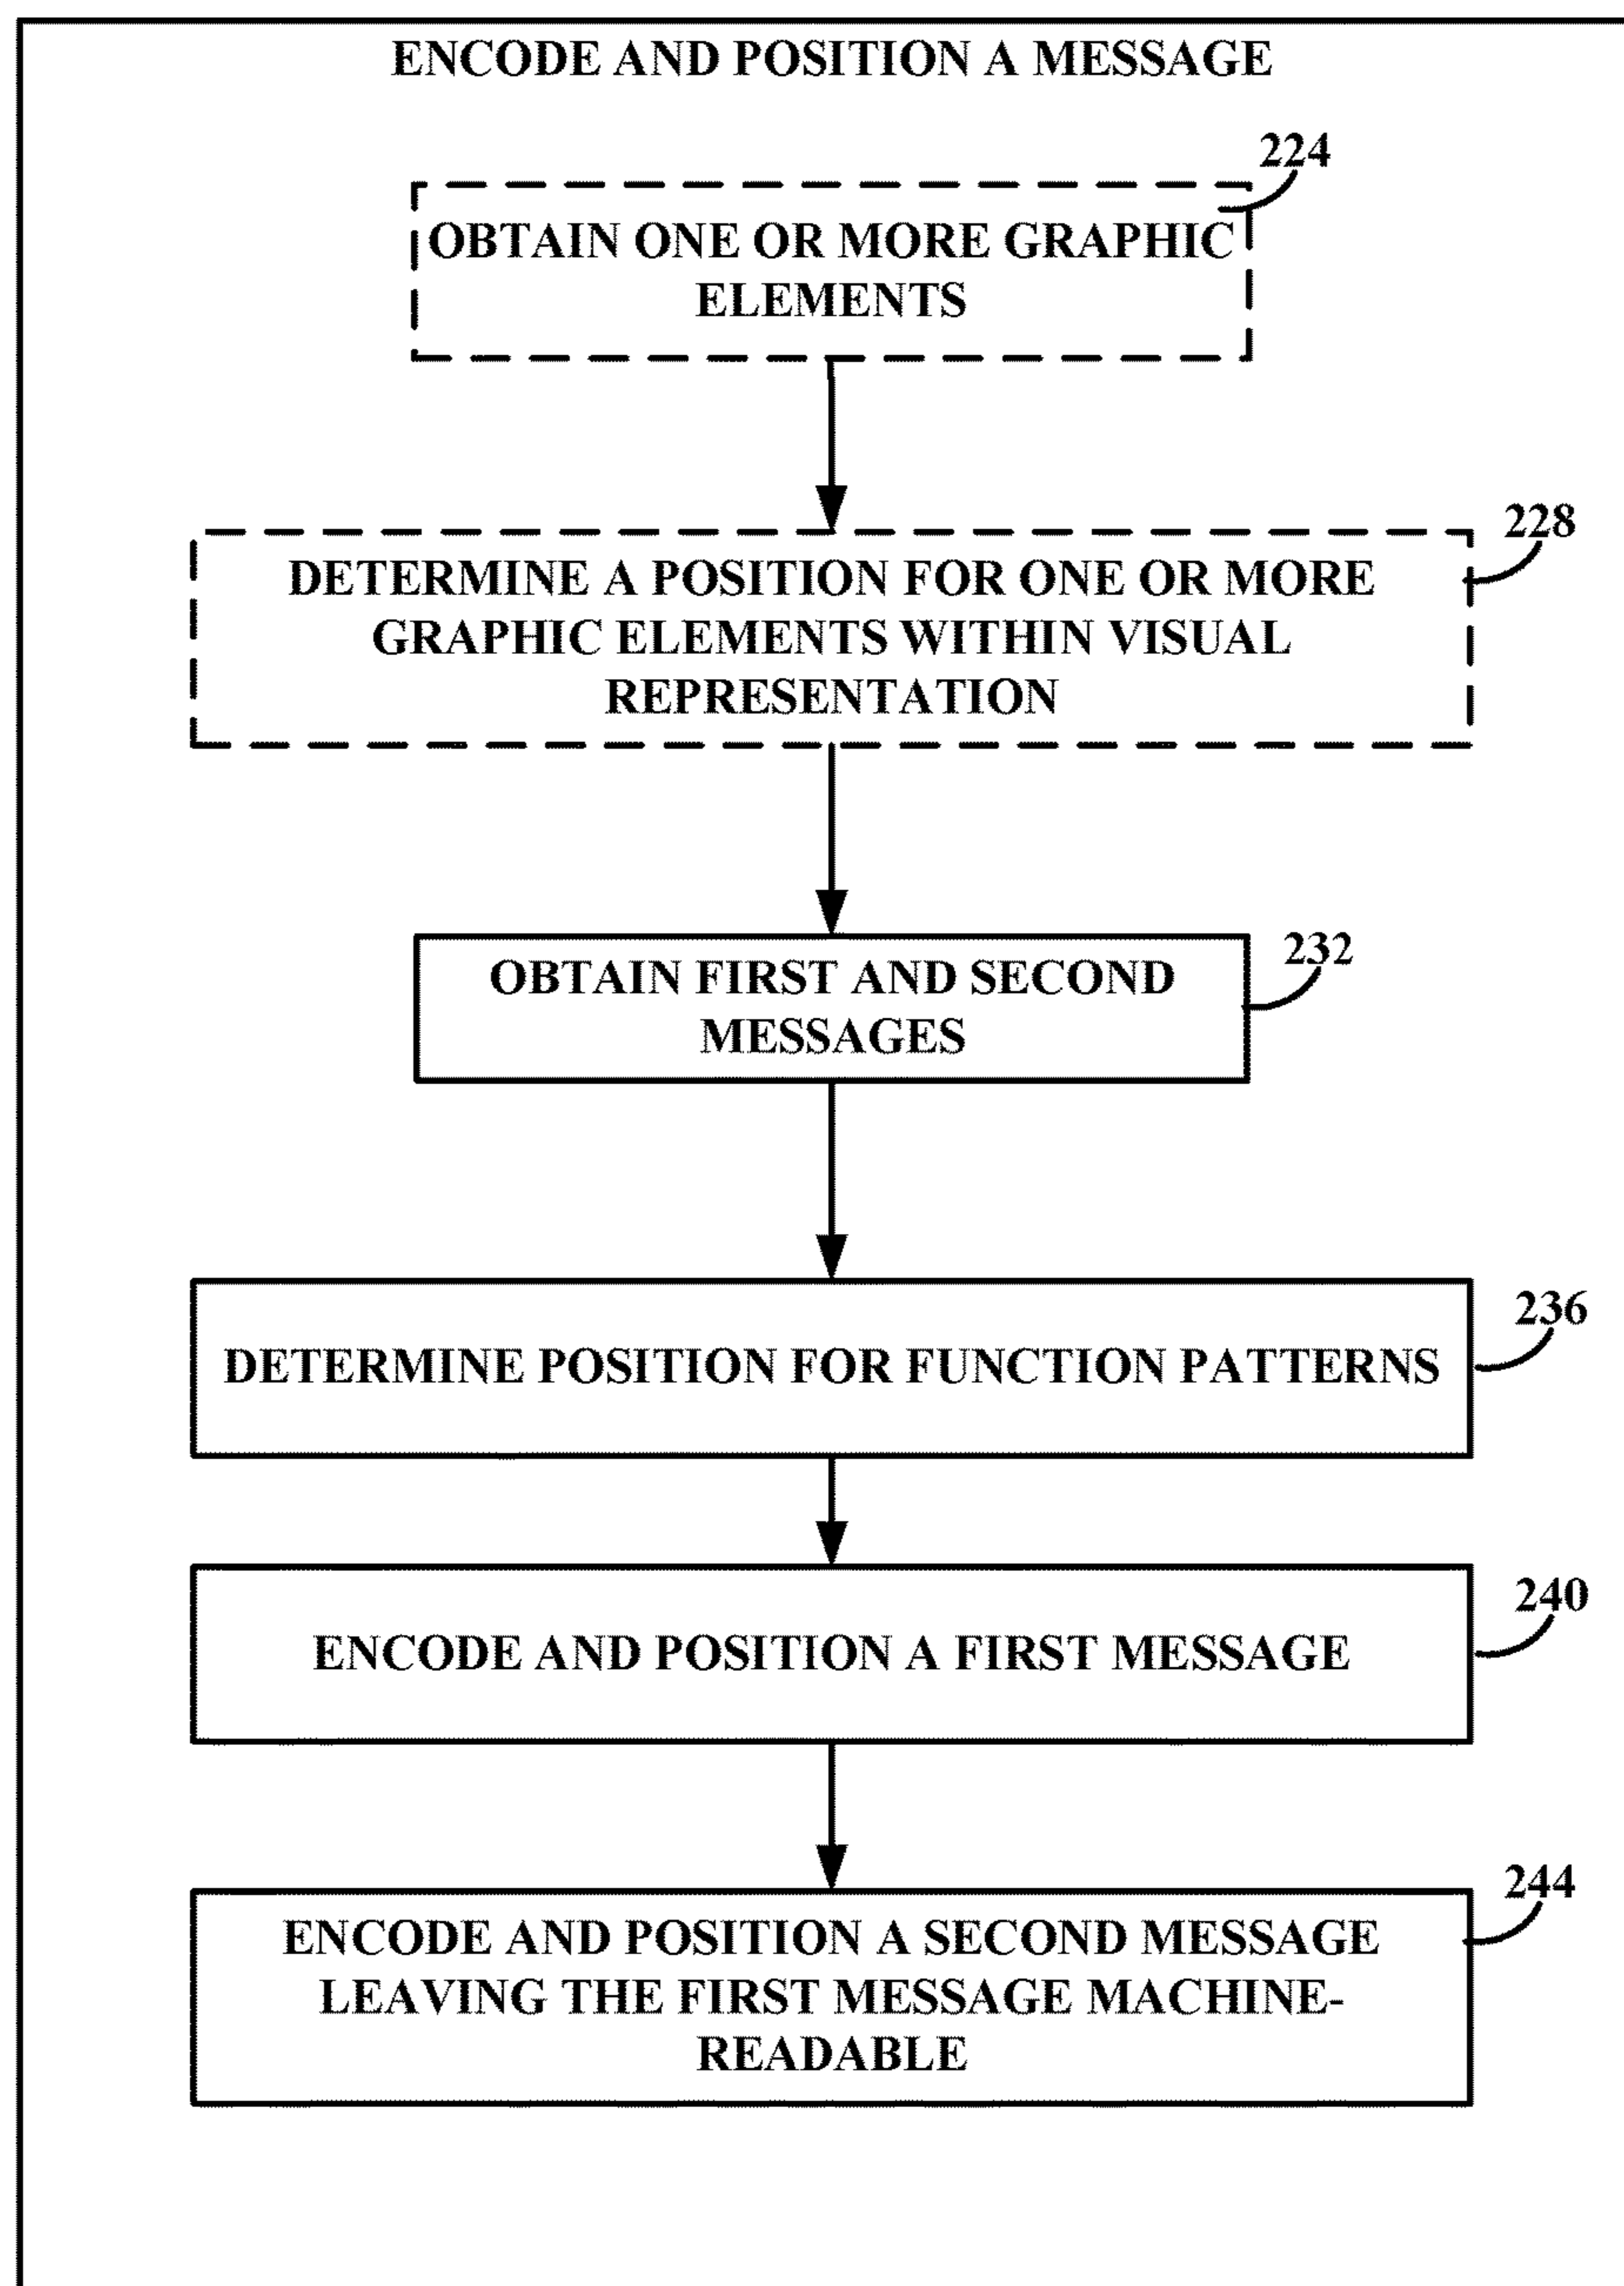 ENCODE AND POSITION A MESSAGE
224
OBTAIN ONE OR MORE GRAPHIC
ELEMENTS
228
DETERMINE A POSITION FOR ONE OR MORE
GRAPHIC ELEMENTS WITHIN VISUAL
REPRESENTATION
232
OBTAIN FIRST AND SECOND
MESSAGES
236
DETERMINE POSITION FOR FUNCTION PATTERNS
240
ENCODE AND POSITION A FIRST MESSAGE
244
ENCODE AND POSITION A SECOND MESSAGE
LEAVING THE FIRST MESSAGE MACHINE-
READABLE